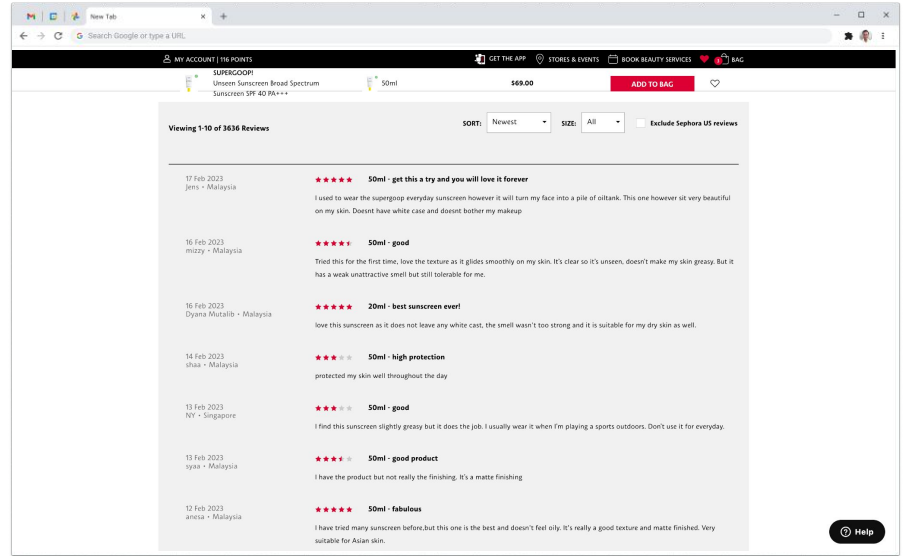 New Tab
Search Google or type a URL
MY ACCOUNT | 116 POINTS
GET THE APP
STORES & EVENTS
BOOK BEAUTY SERVICES
BAG
SUPERGOOP!
Unseen Sunscreen Broad Spectrum
Sunscreen SPF 40 PA+++
50ml
$69.00
ADD TO BAG
Viewing 1-10 of 3636 Reviews
SORT: Newest
SIZE: All
Exclude Sephora US reviews
17 Feb 2023
Jens • Malaysia
50ml · get this a try and you will love it forever
I used to wear the supergoop everyday sunscreen however it will turn my face into a pile of oiltank. This one however sit very beautiful
on my skin. Doesnt have white case and doesnt bother my makeup
16 Feb 2023
mizzy • Malaysia
50ml · good
Tried this for the first time, love the texture as it glides smoothly on my skin. It's clear so it's unseen, doesn't make my skin greasy. But it
has a weak unattractive smell but still tolerable for me.
16 Feb 2023
Dyana Mutalib • Malaysia
20ml · best sunscreen ever!
love this sunscreen as it does not leave any white cast, the smell wasn't too strong and it is suitable for my dry skin as well.
14 Feb 2023
shaa • Malaysia
50ml · high protection
protected my skin well throughout the day
13 Feb 2023
NY • Singapore
50ml · good
I find this sunscreen slightly greasy but it does the job. I usually wear it when I'm playing a sports outdoors. Don't use it for everyday.
13 Feb 2023
syaa • Malaysia
50ml · good product
I have the product but not really the finishing. It's a matte finishing
12 Feb 2023
anesa • Malaysia
50ml · fabulous
I have tried many sunscreen before,but this one is the best and doesn't feel oily. It's really a good texture and matte finished. Very
suitable for Asian skin.
Help